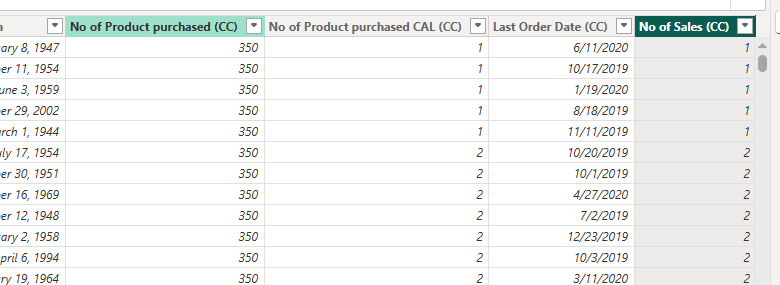 a No of Product purchased (CC) No of Product purchased CAL (CC) Last Order Date (CC) No of Sales (CC)
ary 8, 1947 350 1 6/11/2020 1
er 11, 1954 350 1 10/17/2019 1
une 3, 1959 350 1 1/19/2020 1
er 29, 2002 350 1 8/18/2019 1
rch 1, 1944 350 1 11/11/2019 1
ly 17, 1954 350 2 10/20/2019 2
er 30, 1951 350 2 10/1/2019 2
er 16, 1969 350 2 4/27/2020 2
er 12, 1948 350 2 7/2/2019 2
ary 2, 1958 350 2 12/23/2019 2
pril 6, 1994 350 2 10/3/2019 2
ry 19, 1964 350 2 3/11/2020 2